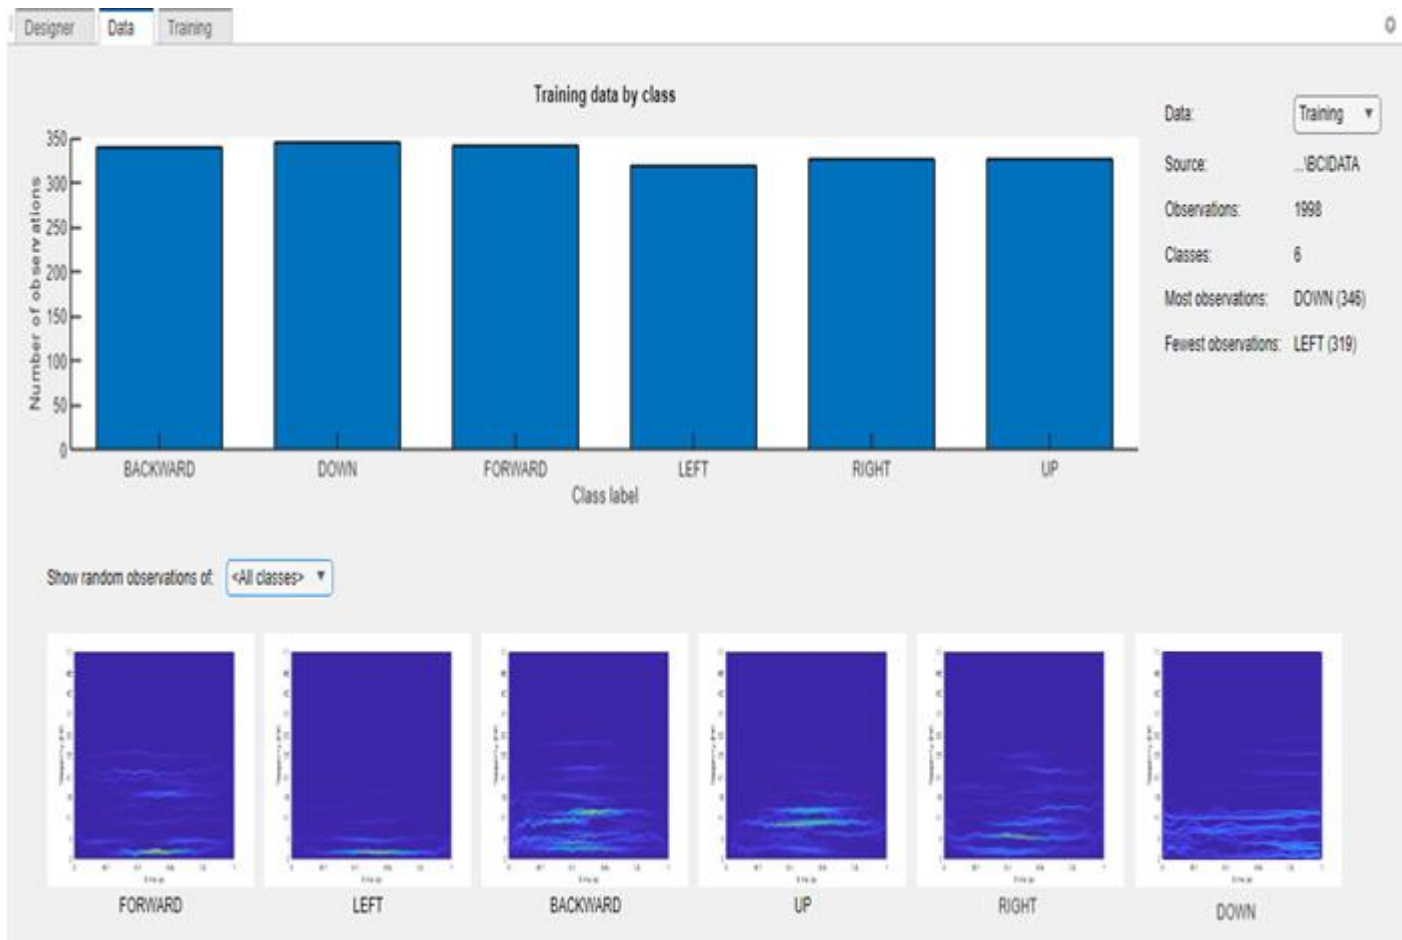 Designer Data Training
Training data by class
350
300
250
200
150
100
50
0
Number of observations
BACKWARD DOWN FORWARD LEFT RIGHT UP
Class label
Data: Training
Source: ...\BCIDATA
Observations: 1998
Classes: 6
Most observations: DOWN (346)
Fewest observations: LEFT (319)
Show random observations of: <All classes>
FORWARD LEFT BACKWARD UP RIGHT DOWN